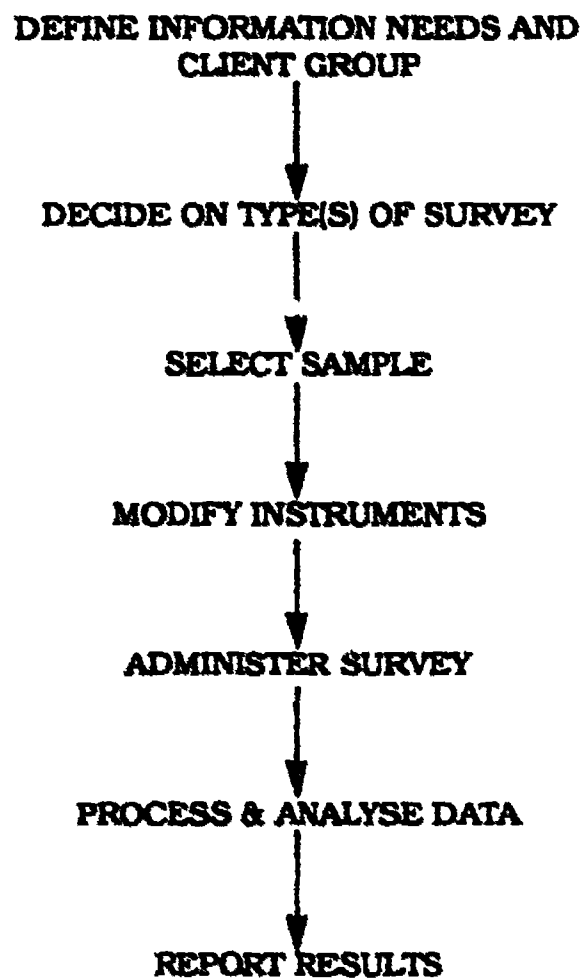 DEFINE INFORMATION NEEDS AND
CLIENT GROUP
DECIDE ON TYPE(S) OF SURVEY
SELECT SAMPLE
MODIFY INSTRUMENTS
ADMINISTER SURVEY
PROCESS & ANALYSE DATA
REPORT RESULTS